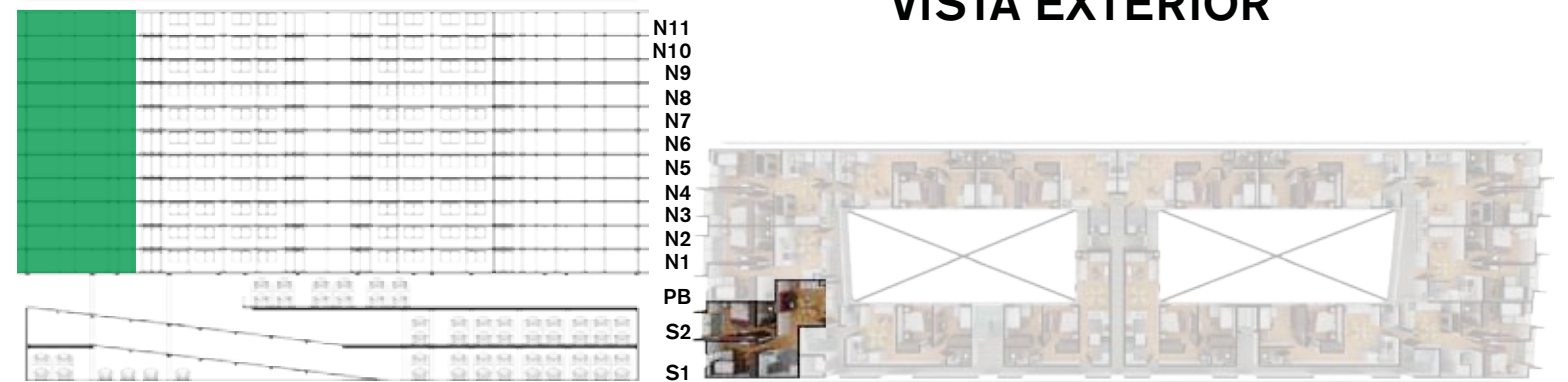 VISTA EXTERIOR
N11
N10
N9
N8
N7
N6
N5
N4
N3
N2
N1
PB
S2
S1